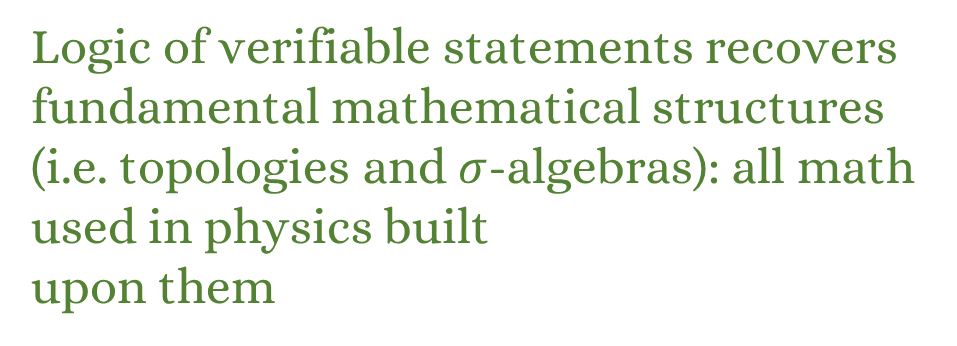 Logic of verifiable statements recovers
fundamental mathematical structures
(i.e. topologies and σ-algebras): all math
used in physics built
upon them